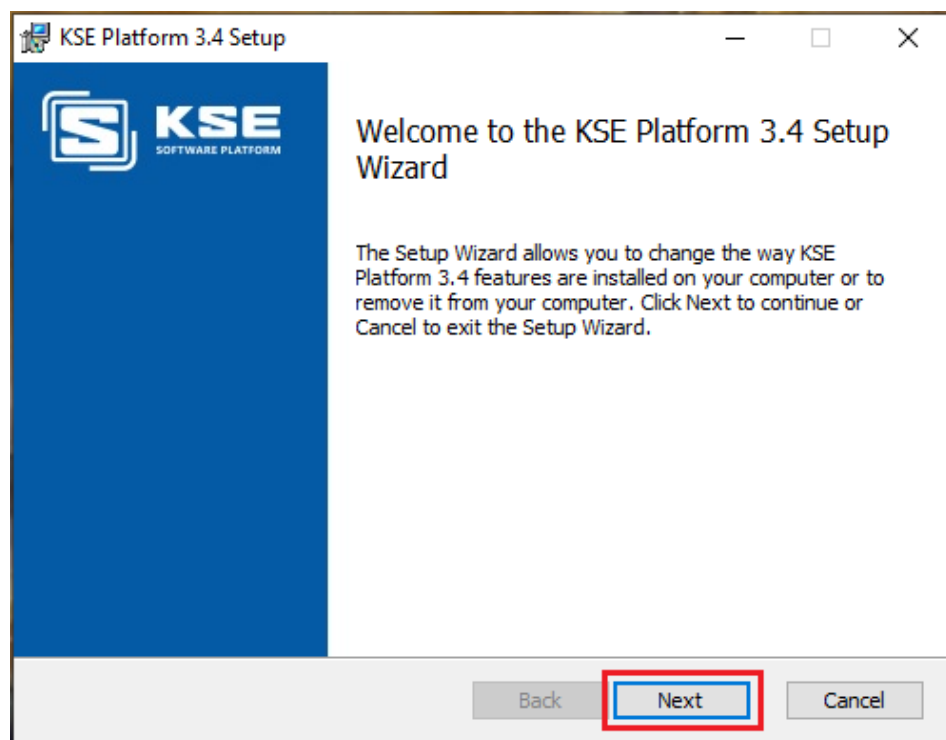 KSE Platform 3.4 Setup
S KSE
SOFTWARE PLATFORM
Welcome to the KSE Platform 3.4 Setup
Wizard
The Setup Wizard allows you to change the way KSE
Platform 3.4 features are installed on your computer or to
remove it from your computer. Click Next to continue or
Cancel to exit the Setup Wizard.
Back Next Cancel